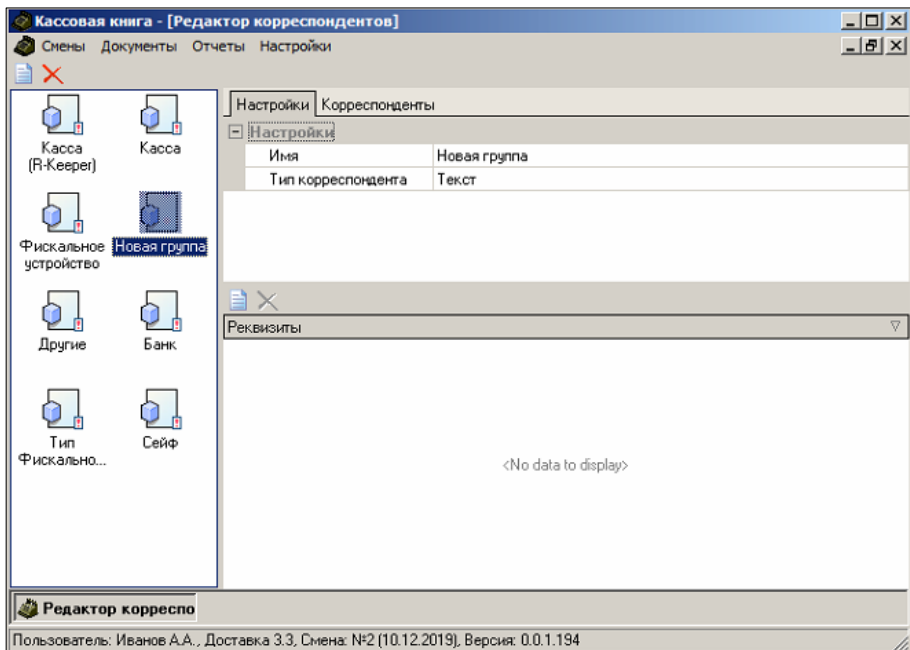 Кассовая книга - [Редактор корреспондентов]
Смены Документы Отчеты Настройки
Касса
(R-Keeper)
Касса
Фискальное
устройство
Новая группа
Другие
Банк
Тип
Фискально...
Сейф
Настройки Корреспонденты
Настройки
Имя Новая группа
Тип корреспондента Текст
Реквизиты
<No data to display>
Редактор корреспо
Пользователь: Иванов А.А., Доставка 3.3, Смена: №2 (10.12.2019), Версия: 0.0.1.194